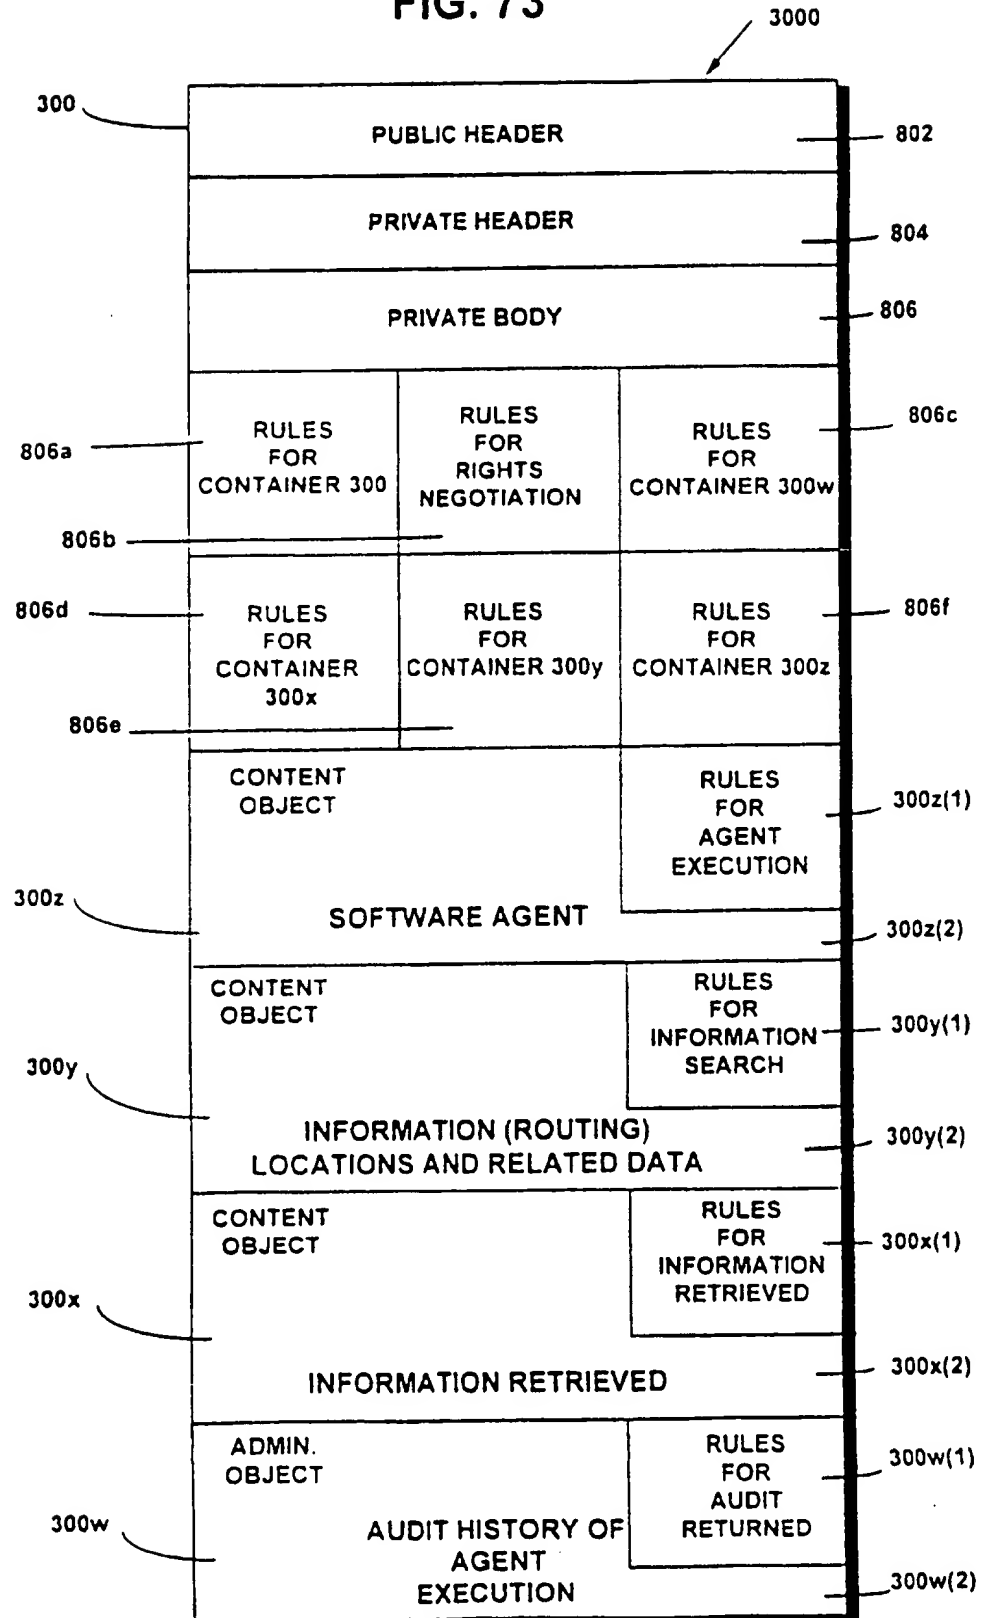 FIG. 73
3000
300
PUBLIC HEADER
802
PRIVATE HEADER
804
PRIVATE BODY
806
806a
RULES
FOR
CONTAINER 300
806b
RULES
FOR
RIGHTS
NEGOTIATION
RULES
FOR
CONTAINER 300w
806c
806d
RULES
FOR
CONTAINER
300x
806e
RULES
FOR
CONTAINER 300y
RULES
FOR
CONTAINER 300z
806f
CONTENT
OBJECT
RULES
FOR
AGENT
EXECUTION
300z(1)
300z
SOFTWARE AGENT
300z(2)
CONTENT
OBJECT
RULES
FOR
INFORMATION
SEARCH
300y(1)
300y
INFORMATION (ROUTING)
LOCATIONS AND RELATED DATA
300y(2)
CONTENT
OBJECT
RULES
FOR
INFORMATION
RETRIEVED
300x(1)
300x
INFORMATION RETRIEVED
300x(2)
ADMIN.
OBJECT
RULES
FOR
AUDIT
RETURNED
300w(1)
300w
AUDIT HISTORY OF
AGENT
EXECUTION
300w(2)